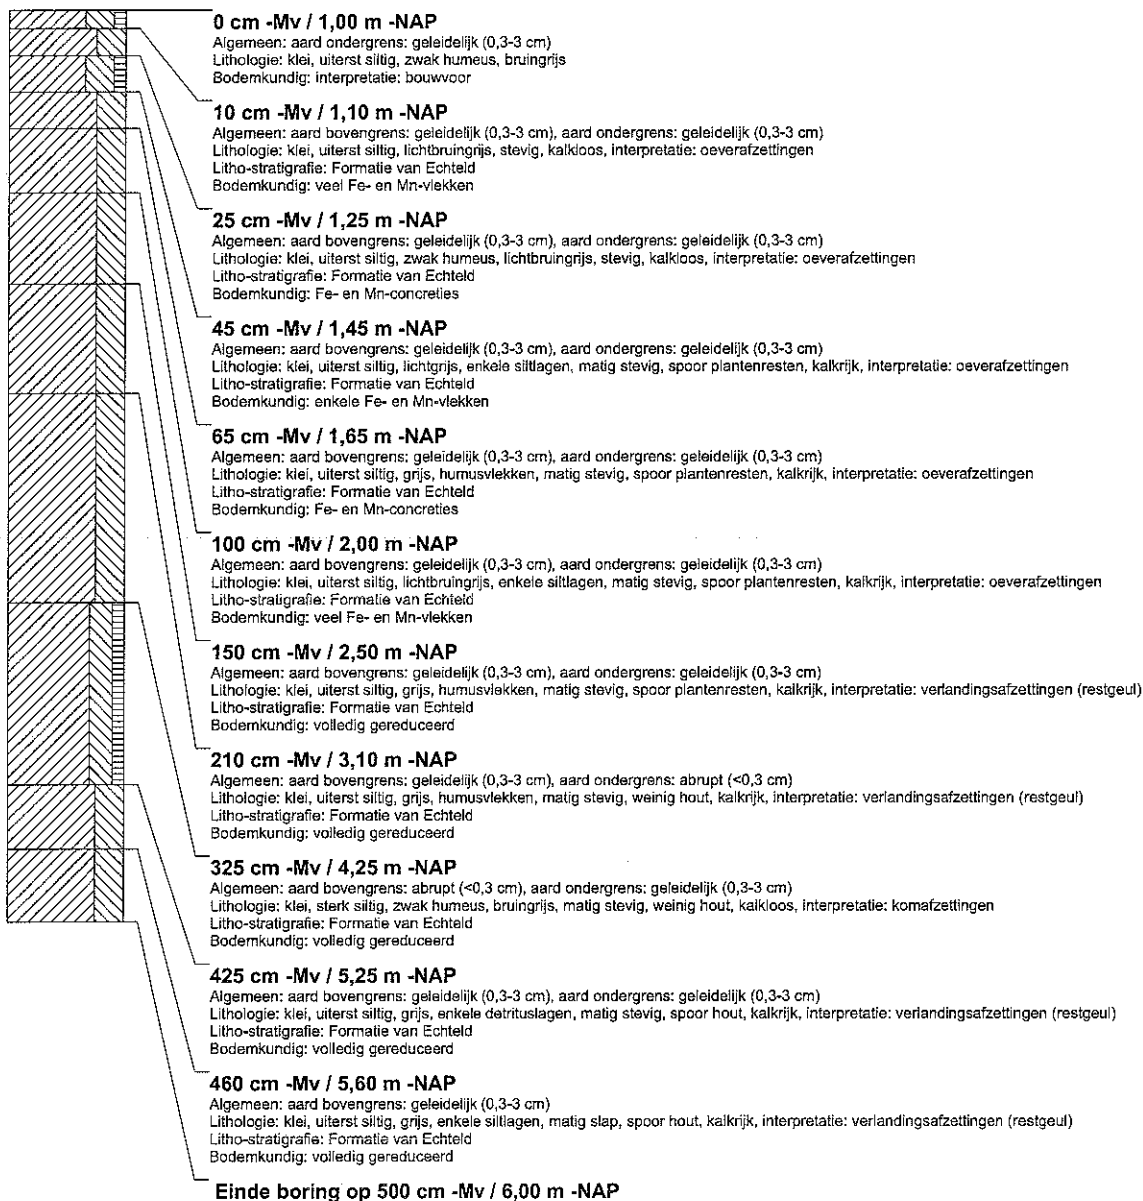 0 cm -Mv / 1,00 m -NAP
Algemeen: aard ondergrens: geleidelijk (0,3-3 cm)
Lithologie: klei, uiterst siltig, zwak humeus, bruingrijs
Bodemkundig: interpretatie: bouwvoor
10 cm -Mv / 1,10 m -NAP
Algemeen: aard bovengrens: geleidelijk (0,3-3 cm), aard ondergrens: geleidelijk (0,3-3 cm)
Lithologie: klei, uiterst siltig, lichtbruingrijs, stevig, kalkloos, interpretatie: oeverafzettingen
Litho-stratigrafie: Formatie van Echteld
Bodemkundig: veel Fe- en Mn-vlekken
25 cm -Mv / 1,25 m -NAP
Algemeen: aard bovengrens: geleidelijk (0,3-3 cm), aard ondergrens: geleidelijk (0,3-3 cm)
Lithologie: klei, uiterst siltig, zwak humeus, lichtbruingrijs, stevig, kalkloos, interpretatie: oeverafzettingen
Litho-stratigrafie: Formatie van Echteld
Bodemkundig: Fe- en Mn-concreties
45 cm -Mv / 1,45 m -NAP
Algemeen: aard bovengrens: geleidelijk (0,3-3 cm), aard ondergrens: geleidelijk (0,3-3 cm)
Lithologie: klei, uiterst siltig, lichtgrijs, enkele siltlagen, matig stevig, spoor plantenresten, kalkrijk, interpretatie: oeverafzettingen
Litho-stratigrafie: Formatie van Echteld
Bodemkundig: enkele Fe- en Mn-vlekken
65 cm -Mv / 1,65 m -NAP
Algemeen: aard bovengrens: geleidelijk (0,3-3 cm), aard ondergrens: geleidelijk (0,3-3 cm)
Lithologie: klei, uiterst siltig, grijs, humusvlekken, matig stevig, spoor plantenresten, kalkrijk, interpretatie: oeverafzettingen
Litho-stratigrafie: Formatie van Echteld
Bodemkundig: Fe- en Mn-concreties
100 cm -Mv / 2,00 m -NAP
Algemeen: aard bovengrens: geleidelijk (0,3-3 cm), aard ondergrens: geleidelijk (0,3-3 cm)
Lithologie: klei, uiterst siltig, lichtbruingrijs, enkele siltlagen, matig stevig, spoor plantenresten, kalkrijk, interpretatie: oeverafzettingen
Litho-stratigrafie: Formatie van Echteld
Bodemkundig: veel Fe- en Mn-vlekken
150 cm -Mv / 2,50 m -NAP
Algemeen: aard bovengrens: geleidelijk (0,3-3 cm), aard ondergrens: geleidelijk (0,3-3 cm)
Lithologie: klei, uiterst siltig, grijs, humusvlekken, matig stevig, spoor plantenresten, kalkrijk, interpretatie: verlandingsafzettingen (restgeul)
Litho-stratigrafie: Formatie van Echteld
Bodemkundig: volledig gereduceerd
210 cm -Mv / 3,10 m -NAP
Algemeen: aard bovengrens: geleidelijk (0,3-3 cm), aard ondergrens: abrupt (<0,3 cm)
Lithologie: klei, uiterst siltig, grijs, humusvlekken, matig stevig, weinig hout, kalkrijk, interpretatie: verlandingsafzettingen (restgeul)
Litho-stratigrafie: Formatie van Echteld
Bodemkundig: volledig gereduceerd
325 cm -Mv / 4,25 m -NAP
Algemeen: aard bovengrens: abrupt (<0,3 cm), aard ondergrens: geleidelijk (0,3-3 cm)
Lithologie: klei, sterk siltig, zwak humeus, bruingrijs, matig stevig, weinig hout, kalkloos, interpretatie: komafzettingen
Litho-stratigrafie: Formatie van Echteld
Bodemkundig: volledig gereduceerd
425 cm -Mv / 5,25 m -NAP
Algemeen: aard bovengrens: geleidelijk (0,3-3 cm), aard ondergrens: geleidelijk (0,3-3 cm)
Lithologie: klei, uiterst siltig, grijs, enkele detrituslagen, matig stevig, spoor hout, kalkrijk, interpretatie: verlandingsafzettingen (restgeul)
Litho-stratigrafie: Formatie van Echteld
Bodemkundig: volledig gereduceerd
460 cm -Mv / 5,60 m -NAP
Algemeen: aard bovengrens: geleidelijk (0,3-3 cm)
Lithologie: klei, uiterst siltig, grijs, enkele siltlagen, matig slap, spoor hout, kalkrijk, interpretatie: verlandingsafzettingen (restgeul)
Litho-stratigrafie: Formatie van Echteld
Bodemkundig: volledig gereduceerd
Einde boring op 500 cm -Mv / 6,00 m -NAP